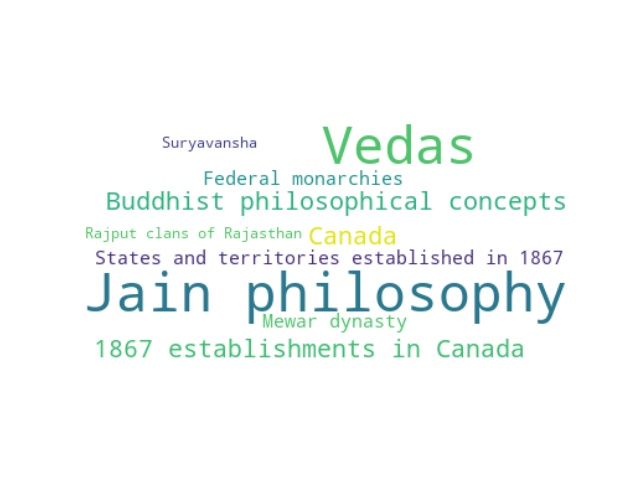 Suryavansha
Vedas
Federal monarchies
Buddhist philosophical concepts
Rajput clans of Rajasthan
Canada
States and territories established in 1867
Jain philosophy
Mewar dynasty
1867 establishments in Canada